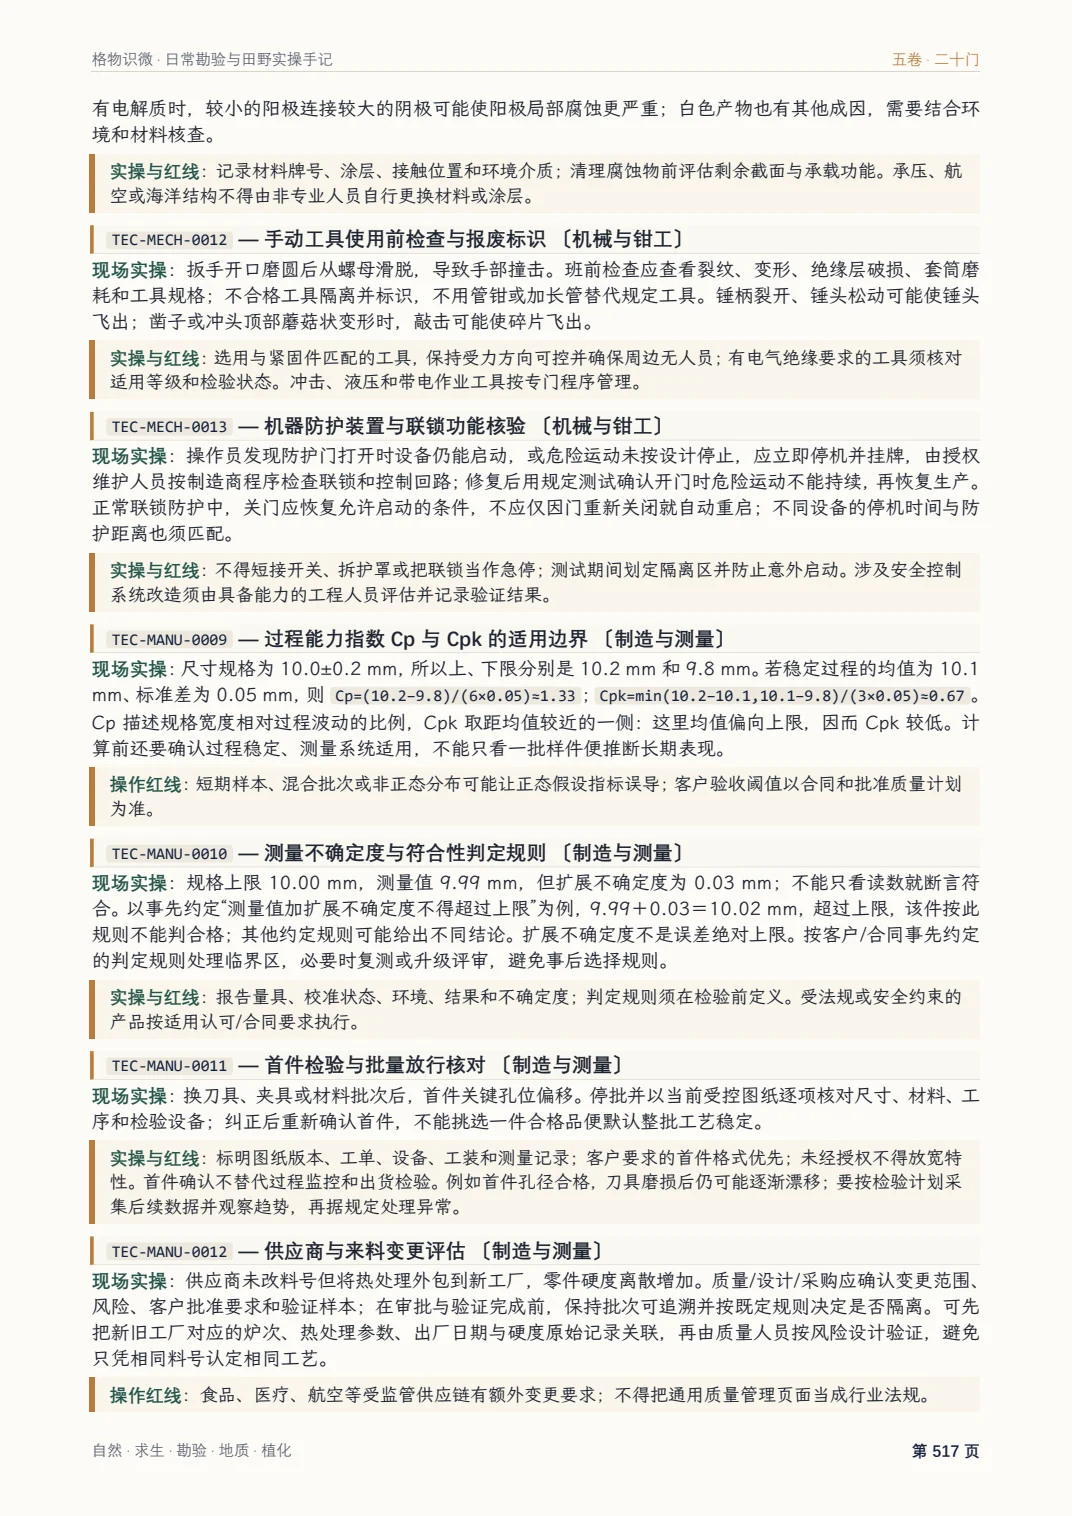 格物识微 · 日常勘验与田野实操手记
五卷 · 二十门
有电解质时，较小的阳极连接较大的阴极可能使阳极局部腐蚀更严重；白色产物也有其他成因，需要结合环
境和材料核查。
实操与红线：记录材料牌号、涂层、接触位置和环境介质；清理腐蚀物前评估剩余截面与承载功能。承压、航
空或海洋结构不得由非专业人员自行更换材料或涂层。
TEC-MECH-0012 — 手动工具使用前检查与报废标识 〔机械与钳工〕
现场实操：扳手开口磨圆后从螺母滑脱，导致手部撞击。班前检查应查看裂纹、变形、绝缘层破损、套筒磨
耗和工具规格；不合格工具隔离并标识，不用管钳或加长管替代规定工具。锤柄裂开、锤头松动可能使锤头
飞出；凿子或冲头顶部蘑菇状变形时，敲击可能使碎片飞出。
实操与红线：选用与紧固件匹配的工具，保持受力方向可控并确保周边无人员；有电气绝缘要求的工具须核对
适用等级和检验状态。冲击、液压和带电作业工具按专门程序管理。
TEC-MECH-0013 — 机器防护装置与联锁功能核验 〔机械与钳工〕
现场实操：操作员发现防护门打开时设备仍能启动，或危险运动未按设计停止，应立即停机并挂牌，由授权
维护人员按制造商程序检查联锁和控制回路；修复后用规定测试确认开门时危险运动不能持续，再恢复生产。
正常联锁防护中，关门应恢复允许启动的条件，不应仅因门重新关闭就自动重启；不同设备的停机时间与防
护距离也须匹配。
实操与红线：不得短接开关、拆护罩或把联锁当作急停；测试期间划定隔离区并防止意外启动。涉及安全控制
系统改造须由具备能力的工程人员评估并记录验证结果。
TEC-MANU-0009 — 过程能力指数 Cp 与 Cpk 的适用边界 〔制造与测量〕
现场实操：尺寸规格为 10.0±0.2 mm，所以上、下限分别是 10.2 mm 和 9.8 mm。若稳定过程的均值为 10.1
mm、标准差为 0.05 mm，则 Cp=(10.2−9.8)/(6×0.05)=1.33；Cpk=min(10.2−10.1,10.1−9.8)/(3×0.05)≈0.67。
Cp 描述规格宽度相对过程波动的比例，Cpk 取距均值较近的一侧：这里均值偏向上限，因而 Cpk 较低。计
算前还要确认过程稳定、测量系统适用，不能只看一批样件便推断长期表现。
操作红线：短期样本、混合批次或非正态分布可能让正态假设指标误导；客户验收阈值以合同和批准质量计划
为准。
TEC-MANU-0010 — 测量不确定度与符合性判定规则 〔制造与测量〕
现场实操：规格上限 10.00 mm，测量值 9.99 mm，但扩展不确定度为 0.03 mm；不能只看读数就断言符
合。以事先约定“测量值加扩展不确定度不得超过上限”为例，9.99＋0.03＝10.02 mm，超过上限，该件按此
规则不能判合格；其他约定规则可能给出不同结论。扩展不确定度不是误差绝对上限。按客户/合同事先约定
的判定规则处理临界区，必要时复测或升级评审，避免事后选择规则。
实操与红线：报告量具、校准状态、环境、结果和不确定度；判定规则须在检验前定义。受法规或安全约束的
产品按适用认可/合同要求执行。
TEC-MANU-0011 — 首件检验与批量放行核对 〔制造与测量〕
现场实操：换刀具、夹具或材料批次后，首件关键孔位偏移。停批并以当前受控图纸逐项核对尺寸、材料、工
序和检验设备；纠正后重新确认首件，不能挑选一件合格品便默认整批工艺稳定。
实操与红线：标明图纸版本、工单、设备、工装和测量记录；客户要求的首件格式优先；未经授权不得放宽特
性。首件确认不替代过程监控和出货检验。例如首件孔径合格，刀具磨损后仍可能逐渐漂移；要按检验计划采
集后续数据并观察趋势，再据规定处理异常。
TEC-MANU-0012 — 供应商与来料变更评估 〔制造与测量〕
现场实操：供应商未改料号但将热处理外包到新工厂，零件硬度离散增加。质量/设计/采购应确认变更范围、
风险、客户批准要求和验证样本；在审批与验证完成前，保持批次可追溯并按既定规则决定是否隔离。可先
把新旧工厂对应的炉次、热处理参数、出厂日期与硬度原始记录关联，再由质量人员按风险设计验证，避免
只凭相同料号认定相同工艺。
操作红线：食品、医疗、航空等受监管供应链有额外变更要求；不得把通用质量管理页面当成行业法规。
自然 · 求生 · 勘验 · 地质 · 植化
第 517 页